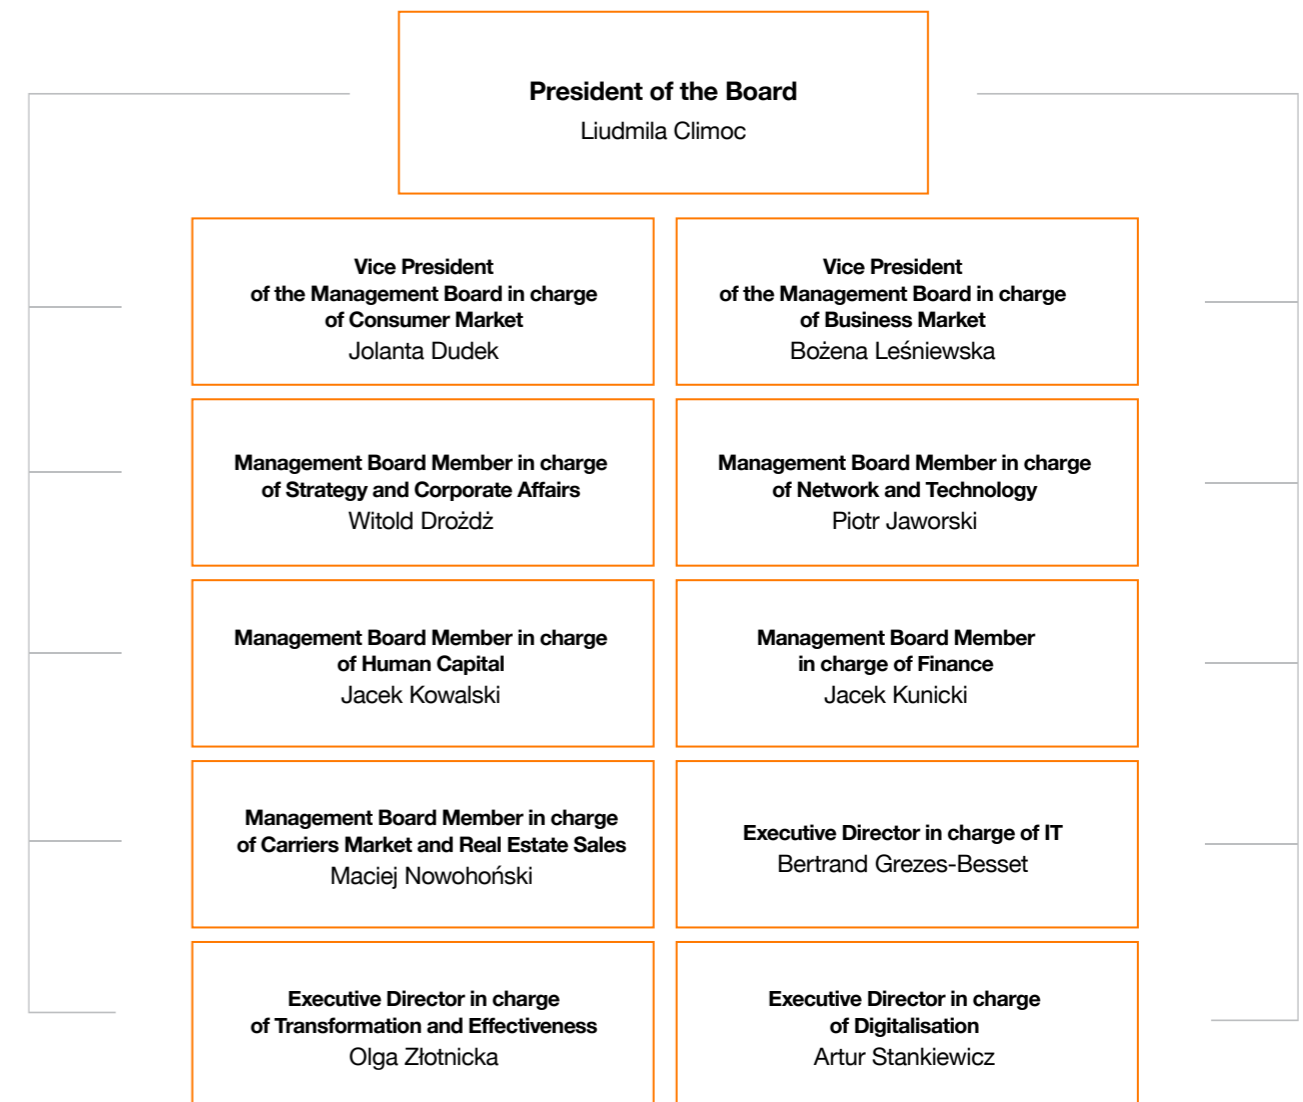 President of the Board
Liudmila Climoc
Vice President
of the Management Board in charge
of Consumer Market
Jolanta Dudek
Vice President
of the Management Board in charge
of Business Market
Bożena Leśniewska
Management Board Member in charge
of Strategy and Corporate Affairs
Witold Drożdż
Management Board Member in charge
of Network and Technology
Piotr Jaworski
Management Board Member in charge
of Human Capital
Jacek Kowalski
Management Board Member
in charge of Finance
Jacek Kunicki
Management Board Member in charge
of Carriers Market and Real Estate Sales
Maciej Nowohoński
Executive Director in charge of IT
Bertrand Grezes-Besset
Executive Director in charge
of Transformation and Effectiveness
Olga Złotnicka
Executive Director in charge
of Digitalisation
Artur Stankiewicz